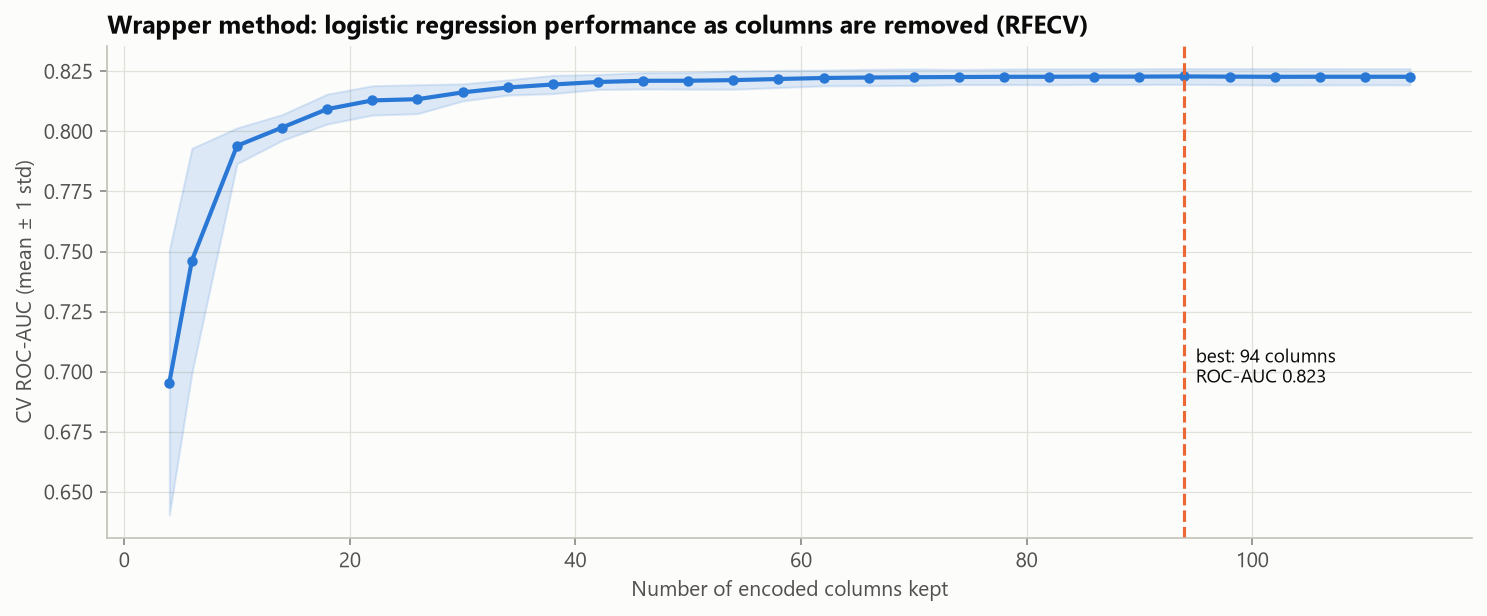 Wrapper method: logistic regression performance as columns are removed (RFECV)
CV ROC-AUC (mean ± 1 std)
0.825
0.800
0.775
0.750
0.725
0.700
0.675
0.650
best: 94 columns
ROC-AUC 0.823
0 20 40 60 80 100
Number of encoded columns kept